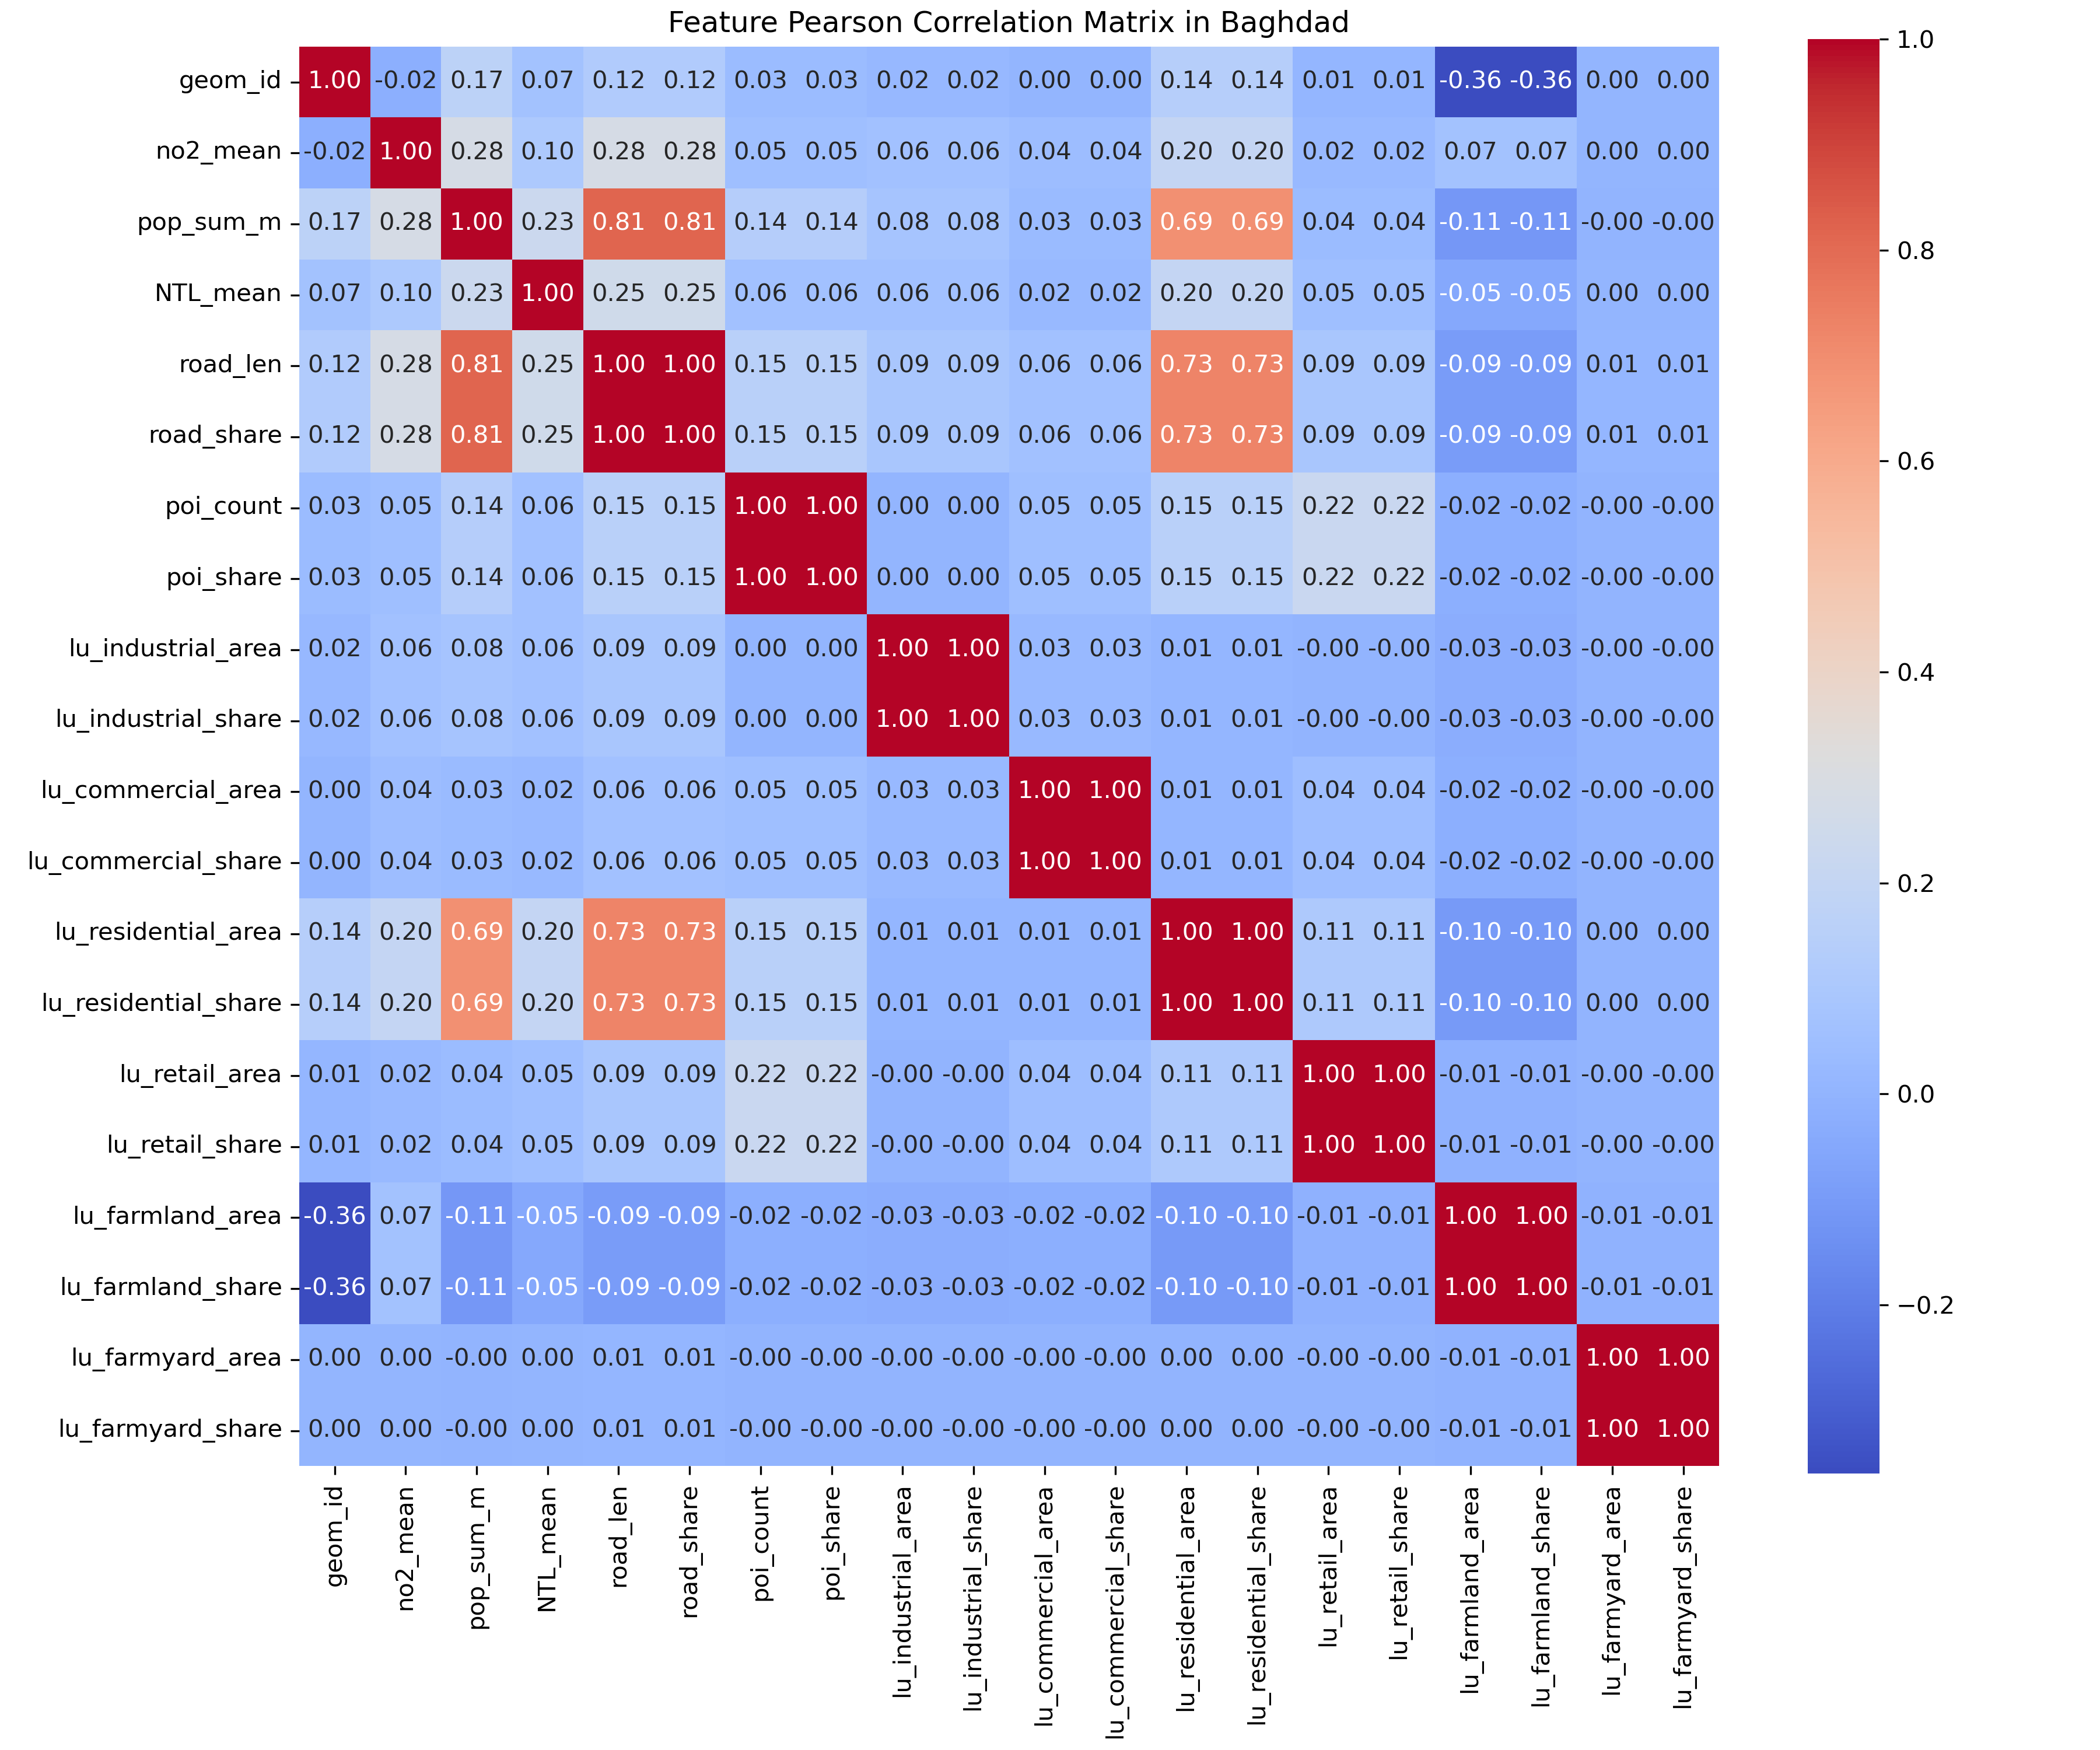 Feature Pearson Correlation Matrix in Baghdad
geom_id 1.00 -0.02 0.17 0.07 0.12 0.12 0.03 0.03 0.02 0.02 0.00 0.00 0.14 0.14 0.01 0.01 -0.36 -0.36 0.00 0.00
no2_mean -0.02 1.00 0.28 0.10 0.28 0.28 0.05 0.05 0.06 0.06 0.04 0.04 0.20 0.20 0.02 0.02 0.07 0.07 0.00 0.00
pop_sum_m 0.17 0.28 1.00 0.23 0.81 0.81 0.14 0.14 0.08 0.08 0.03 0.03 0.69 0.69 0.04 0.04 -0.11 -0.11 -0.00 -0.00
NTL_mean 0.07 0.10 0.23 1.00 0.25 0.25 0.06 0.06 0.06 0.06 0.02 0.02 0.20 0.20 0.05 0.05 -0.05 -0.05 0.00 0.00
road_len 0.12 0.28 0.81 0.25 1.00 1.00 0.15 0.15 0.09 0.09 0.06 0.06 0.73 0.73 0.09 0.09 -0.09 -0.09 0.01 0.01
road_share 0.12 0.28 0.81 0.25 1.00 1.00 0.15 0.15 0.09 0.09 0.06 0.06 0.73 0.73 0.09 0.09 -0.09 -0.09 0.01 0.01
poi_count 0.03 0.05 0.14 0.06 0.15 0.15 1.00 1.00 0.00 0.00 0.05 0.05 0.15 0.15 0.22 0.22 -0.02 -0.02 -0.00 -0.00
poi_share 0.03 0.05 0.14 0.06 0.15 0.15 1.00 1.00 0.00 0.00 0.05 0.05 0.15 0.15 0.22 0.22 -0.02 -0.02 -0.00 -0.00
lu_industrial_area 0.02 0.06 0.08 0.06 0.09 0.09 0.00 0.00 1.00 1.00 0.03 0.03 0.01 0.01 -0.00 -0.00 -0.03 -0.03 -0.00 -0.00
lu_industrial_share 0.02 0.06 0.08 0.06 0.09 0.09 0.00 0.00 1.00 1.00 0.03 0.03 0.01 0.01 -0.00 -0.00 -0.03 -0.03 -0.00 -0.00
lu_commercial_area 0.00 0.04 0.03 0.02 0.06 0.06 0.05 0.05 0.03 0.03 1.00 1.00 0.01 0.01 0.04 0.04 -0.02 -0.02 -0.00 -0.00
lu_commercial_share 0.00 0.04 0.03 0.02 0.06 0.06 0.05 0.05 0.03 0.03 1.00 1.00 0.01 0.01 0.04 0.04 -0.02 -0.02 -0.00 -0.00
lu_residential_area 0.14 0.20 0.69 0.20 0.73 0.73 0.15 0.15 0.01 0.01 0.01 0.01 1.00 1.00 0.11 0.11 -0.10 -0.10 0.00 0.00
lu_residential_share 0.14 0.20 0.69 0.20 0.73 0.73 0.15 0.15 0.01 0.01 0.01 0.01 1.00 1.00 0.11 0.11 -0.10 -0.10 0.00 0.00
lu_retail_area 0.01 0.02 0.04 0.05 0.09 0.09 0.22 0.22 -0.00 -0.00 0.04 0.04 0.11 0.11 1.00 1.00 -0.01 -0.01 -0.00 -0.00
lu_retail_share 0.01 0.02 0.04 0.05 0.09 0.09 0.22 0.22 -0.00 -0.00 0.04 0.04 0.11 0.11 1.00 1.00 -0.01 -0.01 -0.00 -0.00
lu_farmland_area -0.36 0.07 -0.11 -0.05 -0.09 -0.09 -0.02 -0.02 -0.03 -0.03 -0.02 -0.02 -0.10 -0.10 -0.01 -0.01 1.00 1.00 -0.01 -0.01
lu_farmland_share -0.36 0.07 -0.11 -0.05 -0.09 -0.09 -0.02 -0.02 -0.03 -0.03 -0.02 -0.02 -0.10 -0.10 -0.01 -0.01 1.00 1.00 -0.01 -0.01
lu_farmyard_area 0.00 0.00 -0.00 0.00 0.01 0.01 -0.00 -0.00 -0.00 -0.00 -0.00 -0.00 0.00 0.00 -0.00 -0.00 -0.01 -0.01 1.00 1.00
lu_farmyard_share 0.00 0.00 -0.00 0.00 0.01 0.01 -0.00 -0.00 -0.00 -0.00 -0.00 -0.00 0.00 0.00 -0.00 -0.00 -0.01 -0.01 1.00 1.00
geom_id
no2_mean
pop_sum_m
NTL_mean
road_len
road_share
poi_count
poi_share
lu_industrial_area
lu_industrial_share
lu_commercial_area
lu_commercial_share
lu_residential_area
lu_residential_share
lu_retail_area
lu_retail_share
lu_farmland_area
lu_farmland_share
lu_farmyard_area
lu_farmyard_share
1.0
0.8
0.6
0.4
0.2
0.0
−0.2